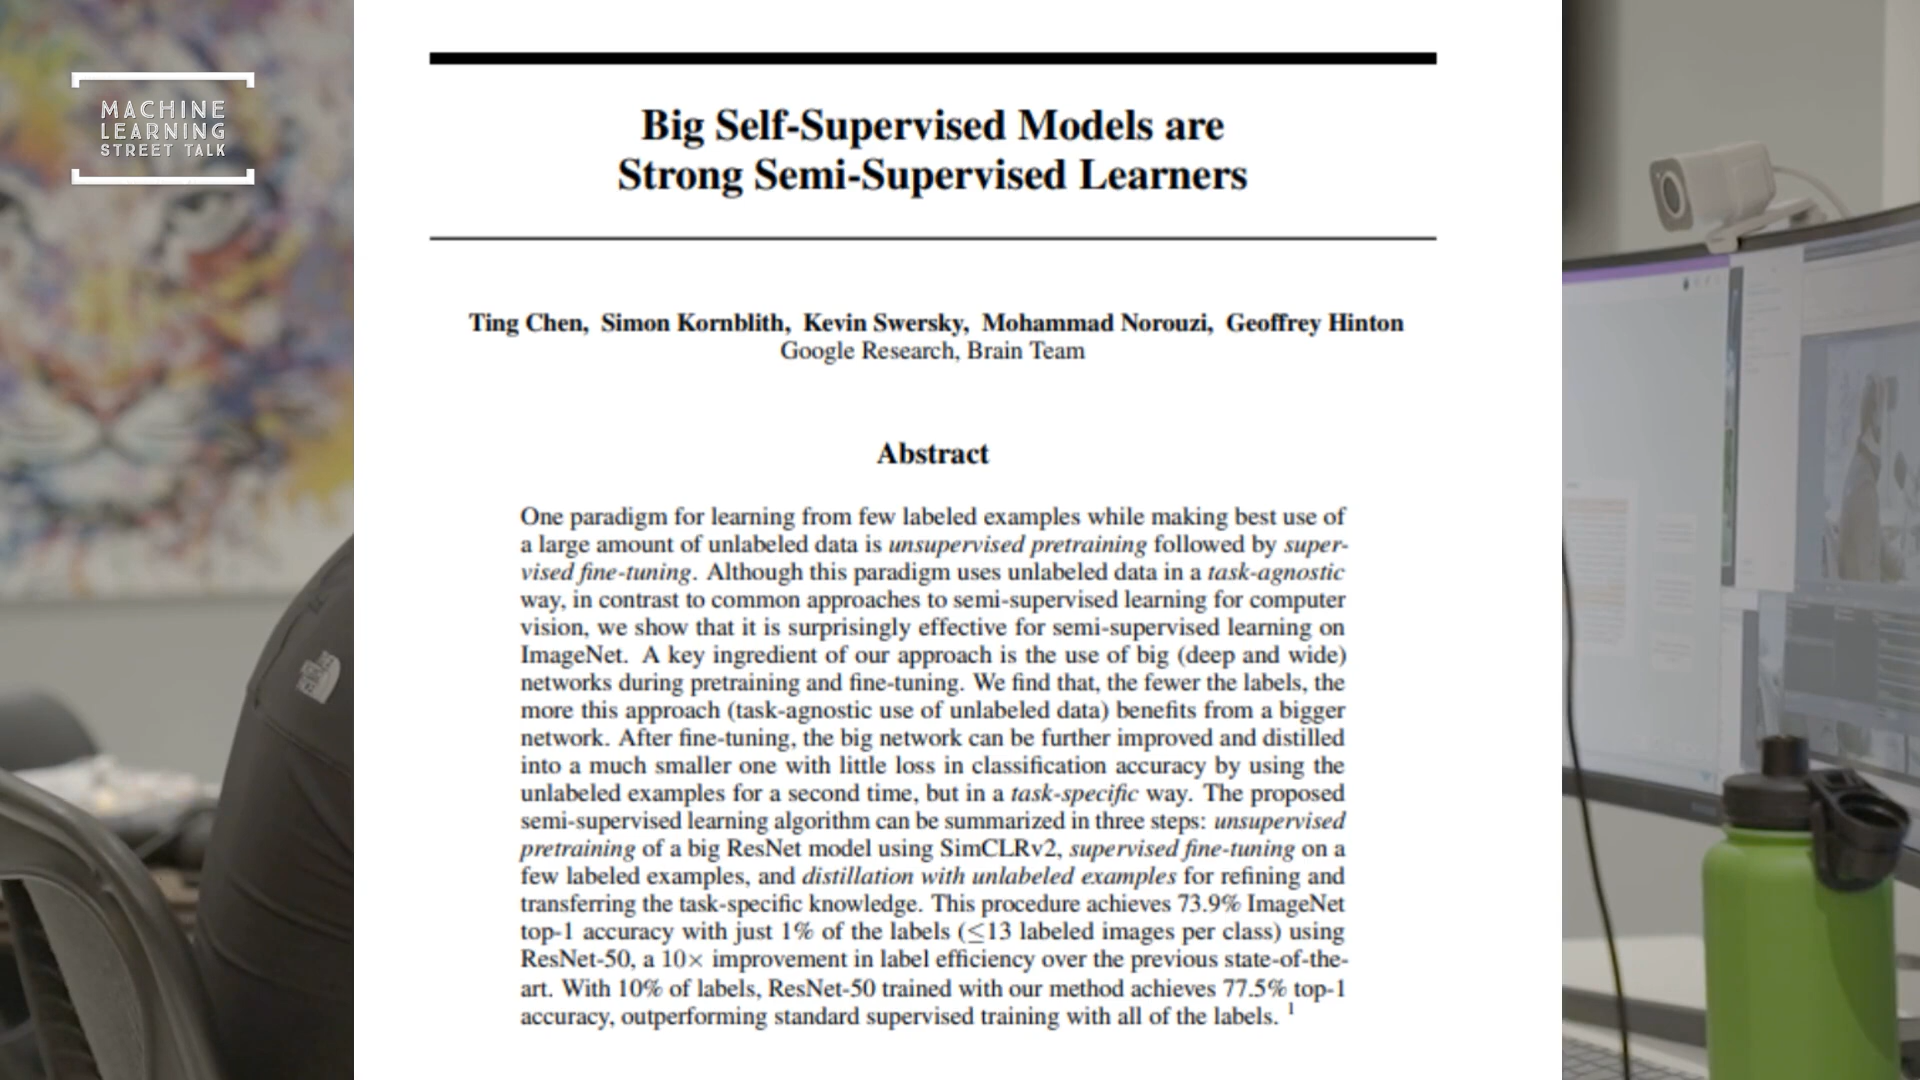 MACHINE
LEARNING
STREET TALK
Big Self-Supervised Models are
Strong Semi-Supervised Learners
Ting Chen, Simon Kornblith, Kevin Swersky, Mohammad Norouzi, Geoffrey Hinton
Google Research, Brain Team
Abstract
One paradigm for learning from few labeled examples while making best use of
a large amount of unlabeled data is unsupervised pretraining followed by super-
vised fine-tuning. Although this paradigm uses unlabeled data in a task-agnostic
way, in contrast to common approaches to semi-supervised learning for computer
vision, we show that it is surprisingly effective for semi-supervised learning on
ImageNet. A key ingredient of our approach is the use of big (deep and wide)
networks during pretraining and fine-tuning. We find that, the fewer the labels, the
more this approach (task-agnostic use of unlabeled data) benefits from a bigger
network. After fine-tuning, the big network can be further improved and distilled
into a much smaller one with little loss in classification accuracy by using the
unlabeled examples for a second time, but in a task-specific way. The proposed
semi-supervised learning algorithm can be summarized in three steps: unsupervised
pretraining of a big ResNet model using SimCLRv2, supervised fine-tuning on a
few labeled examples, and distillation with unlabeled examples for refining and
transferring the task-specific knowledge. This procedure achieves 73.9% ImageNet
top-1 accuracy with just 1% of the labels (≤13 labeled images per class) using
ResNet-50, a 10× improvement in label efficiency over the previous state-of-the-
art. With 10% of labels, ResNet-50 trained with our method achieves 77.5% top-1
accuracy, outperforming standard supervised training with all of the labels. 1